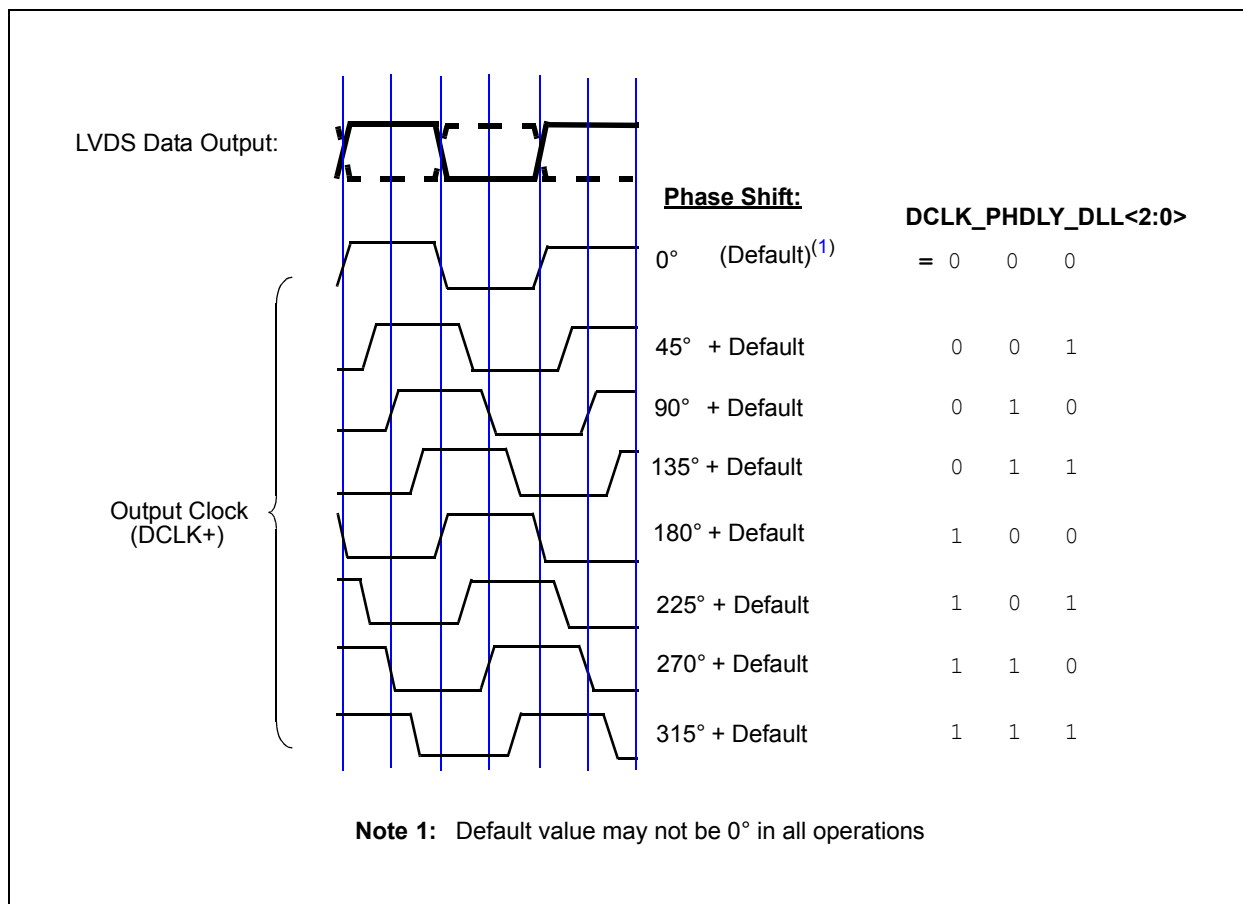 LVDS Data Output:
Phase Shift:
DCLK_PHDLY_DLL<2:0>
0° (Default)(1) = 0 0 0
45° + Default 0 0 1
90° + Default 0 1 0
135° + Default 0 1 1
Output Clock
(DCLK+)
180° + Default 1 0 0
225° + Default 1 0 1
270° + Default 1 1 0
315° + Default 1 1 1
Note 1: Default value may not be 0° in all operations